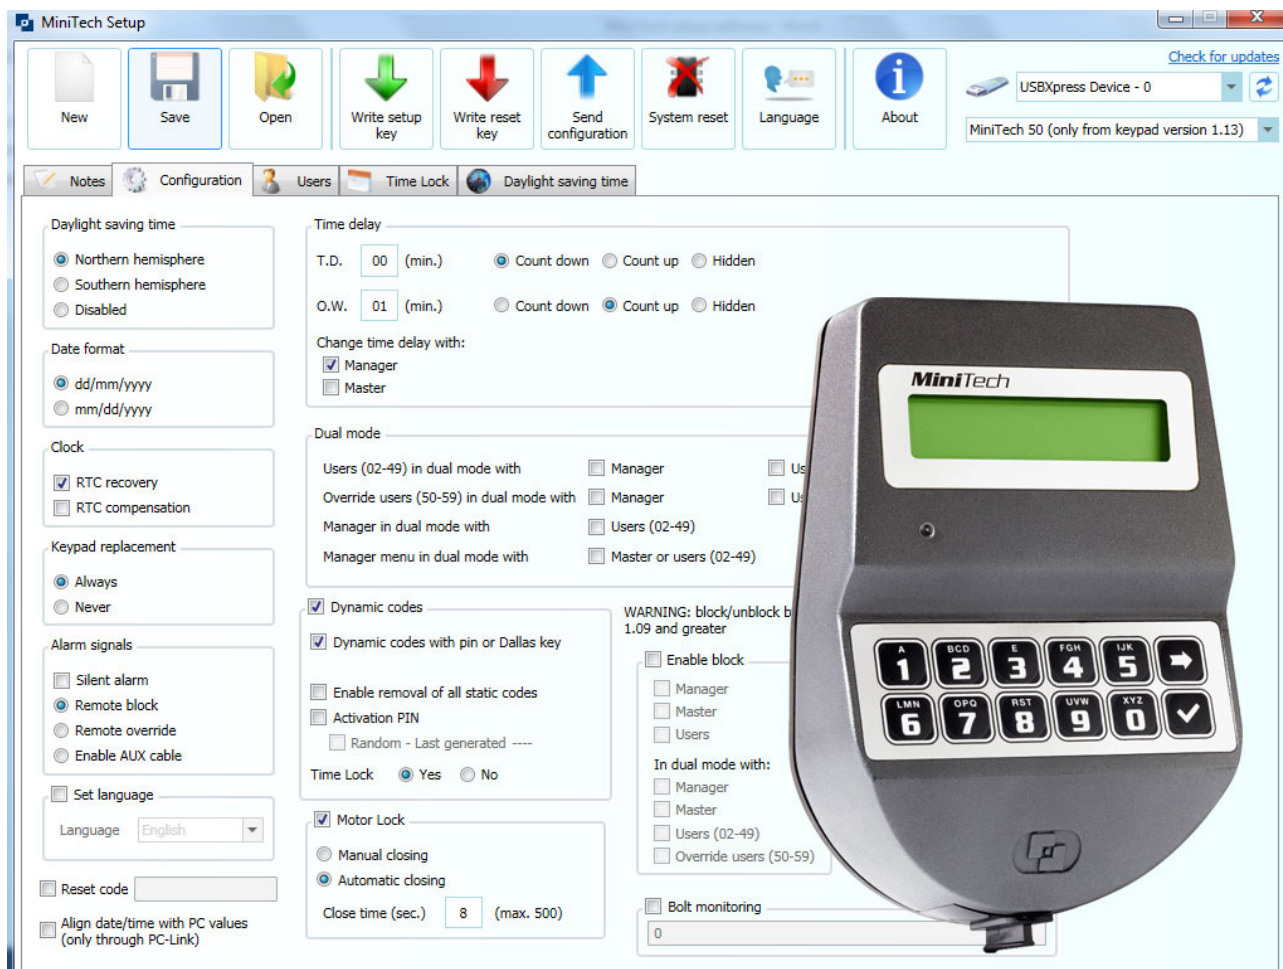 MiniTech Setup
Check for updates
New
Save
Open
Write setup
key
Write reset
key
Send
configuration
System reset
Language
About
USBXpress Device - 0
MiniTech 50 (only from keypad version 1.13)
Notes
Configuration
Users
Time Lock
Daylight saving time
Daylight saving time
Northern hemisphere
Southern hemisphere
Disabled
Date format
dd/mm/yyyy
mm/dd/yyyy
Clock
RTC recovery
RTC compensation
Keypad replacement
Always
Never
Alarm signals
Silent alarm
Remote block
Remote override
Enable AUX cable
Set language
Language English
Reset code
Align date/time with PC values
(only through PC-Link)
Time delay
T.D. 00 (min.) Count down Count up Hidden
O.W. 01 (min.) Count down Count up Hidden
Change time delay with:
Manager
Master
Dual mode
Users (02-49) in dual mode with Manager
Override users (50-59) in dual mode with Manager
Manager in dual mode with Users (02-49)
Manager menu in dual mode with Master or users (02-49)
Dynamic codes
Dynamic codes with pin or Dallas key
Enable removal of all static codes
Activation PIN
Random - Last generated ----
Time Lock Yes No
Motor Lock
Manual closing
Automatic closing
Close time (sec.) 8 (max. 500)
WARNING: block/unblock
1.09 and greater
Enable block
Manager
Master
Users
In dual mode with:
Manager
Master
Users (02-49)
Override users (50-59)
Bolt monitoring
0
MiniTech
A BCD E FGH IJK
1 2 3 4 5
LMN OPQ RST UVW XYZ
6 7 8 9 0